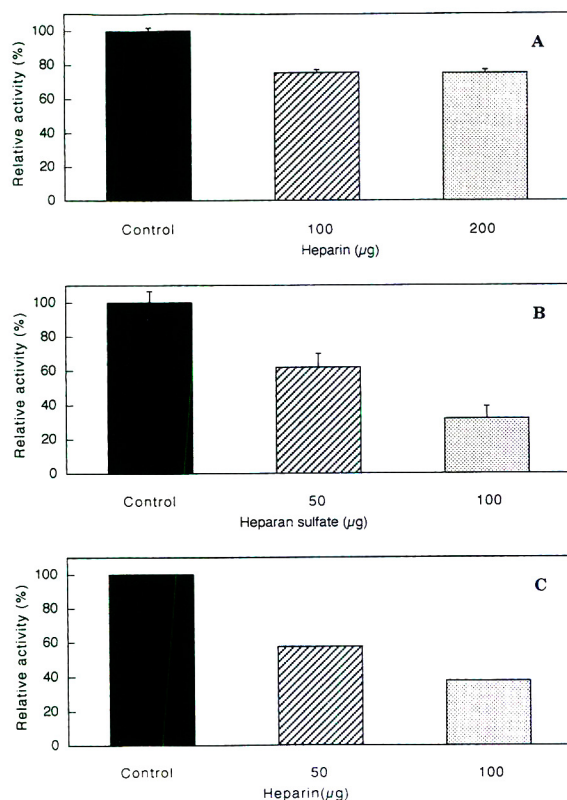 A
Relative activity (%)
100
80
60
40
20
0
Control 100 200
Heparin (µg)
B
Relative activity (%)
100
80
60
40
20
0
Control 50 100
Heparan sulfate (µg)
C
Relative activity (%)
100
80
60
40
20
0
Control 50 100
Heparin(µg)